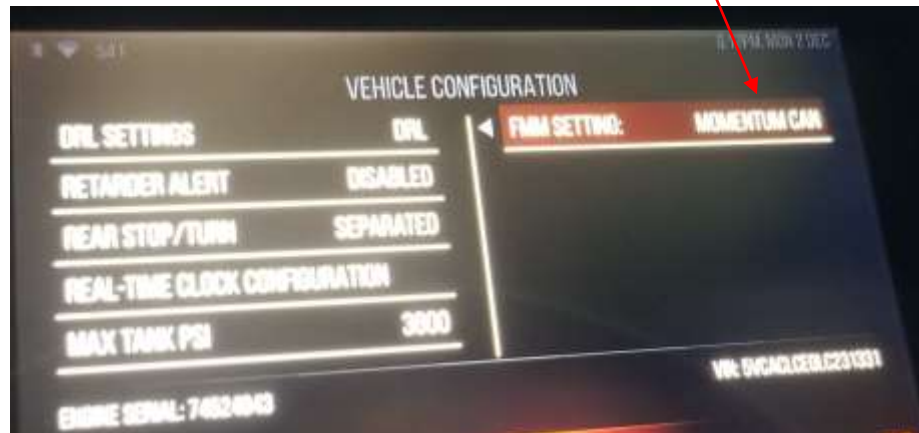 VEHICLE CONFIGURATION
DRL SETTINGS DRL
RETARDER ALERT DISABLED
REAR STOP/TURN SEPARATED
REAL-TIME CLOCK CONFIGURATION
MAX TANK PSI 3600
FMM SETTING: MOMENTUM CAN
ENGINE SERIAL:
VIN: